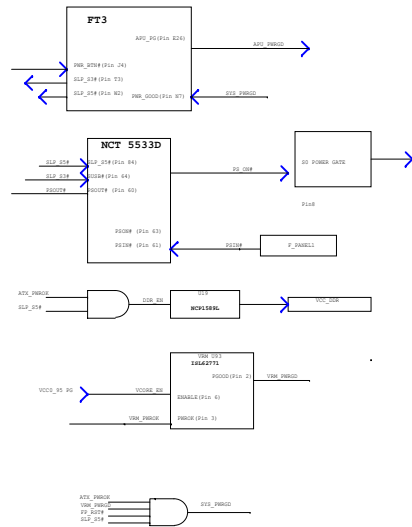 FT3
APU_PG(Pin E26)
APU_PWRGD
PWR_BTN#(Pin J4)
SLP_S3#(Pin T3)
SLP_S5#(Pin N2)
PWR_GOOD(Pin N7)
SYS_PWRGD
NCT 5533D
SLP_S5#
SLP_S5#(Pin 84)
SLP_S3#
SUSB#(Pin 64)
PSOUT#
PSOUT# (Pin 60)
PS_ON#
S0 POWER GATE
Pin8
PSON# (Pin 63)
PSIN# (Pin 61)
PSIN#
F_PANEL1
ATX_PWROK
SLP_S5#
DDR_EN
U19
NCP1589L
VCC_DDR
VRM U93
ISL62771
PGOOD(Pin 2)
VRM_PWRGD
VCC0_95 PG
VCORE_EN
ENABLE(Pin 6)
VRM_PWROK
PWROK(Pin 3)
ATX_PWROK
VRM_PWRGD
FP_RST#
SLP_S5#
SYS_PWRGD